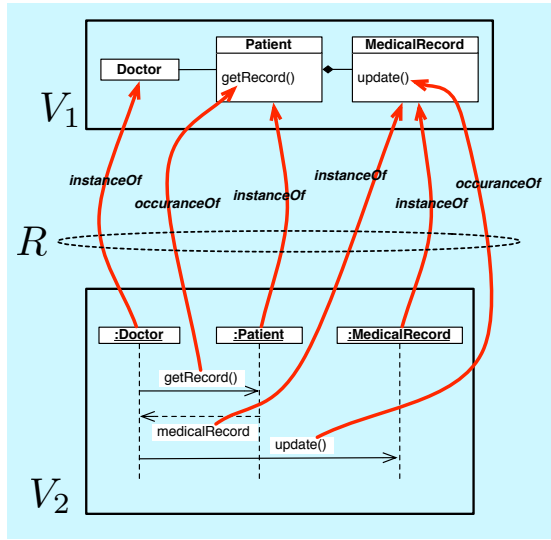 Patient
MedicalRecord
Doctor
getRecord()
update()
V1
instanceOf
occuranceOf
instanceOf
instanceOf
occuranceOf
instanceOf
R
:Doctor
:Patient
:MedicalRecord
getRecord()
medicalRecord
update()
V2